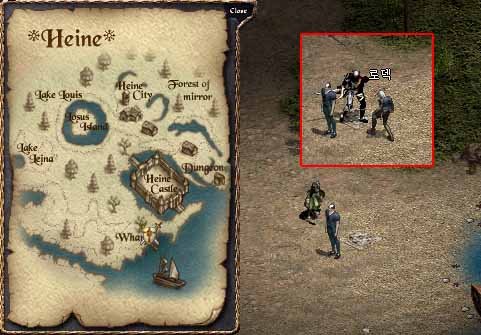 Close
*Heine*
Heine
City
Forest of
mirror
Lake Louis
Josus
Island
Lake
Leina
Dungeon
Heine
Castle
Wharf
로덱